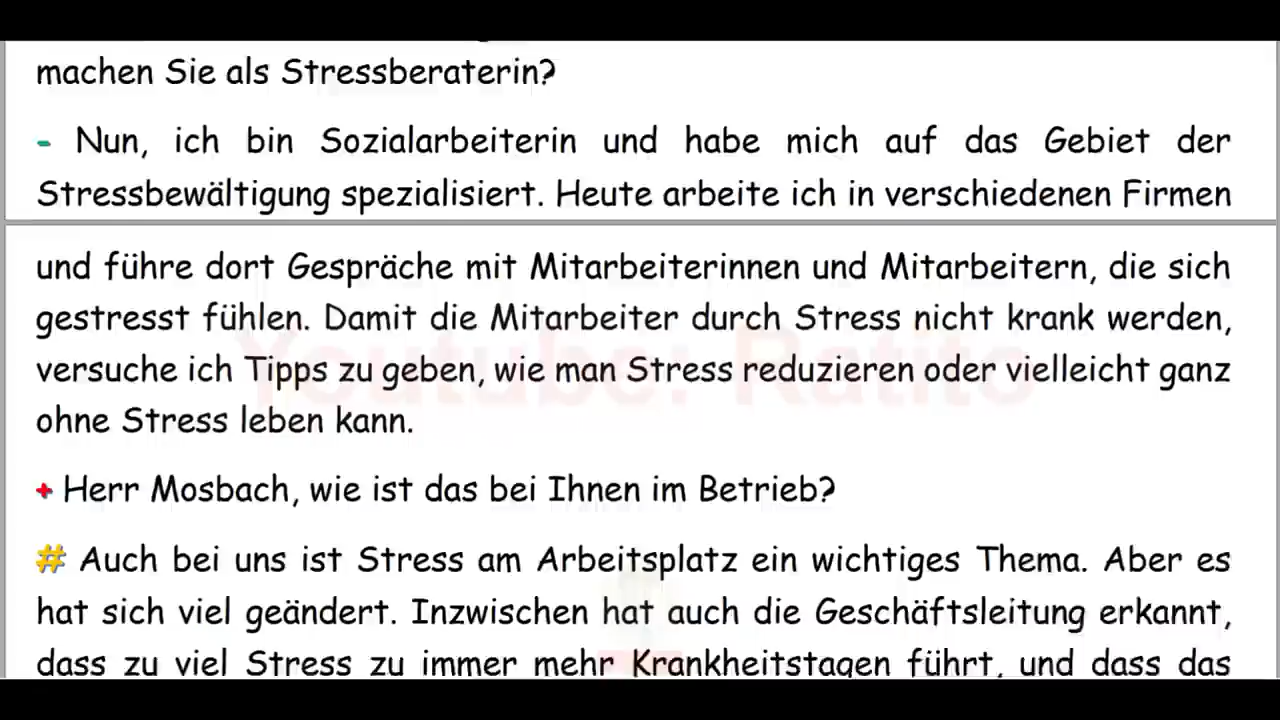 machen Sie als Stressberaterin?
- Nun, ich bin Sozialarbeiterin und habe mich auf das Gebiet der
Stressbewältigung spezialisiert. Heute arbeite ich in verschiedenen Firmen
und führe dort Gespräche mit Mitarbeiterinnen und Mitarbeitern, die sich
gestresst fühlen. Damit die Mitarbeiter durch Stress nicht krank werden,
Youtube: Ratito
versuche ich Tipps zu geben, wie man Stress reduzieren oder vielleicht ganz
ohne Stress leben kann.
+ Herr Mosbach, wie ist das bei Ihnen im Betrieb?
# Auch bei uns ist Stress am Arbeitsplatz ein wichtiges Thema. Aber es
hat sich viel geändert. Inzwischen hat auch die Geschäftsleitung erkannt,
dass zu viel Stress zu immer mehr Krankheitstagen führt, und dass das